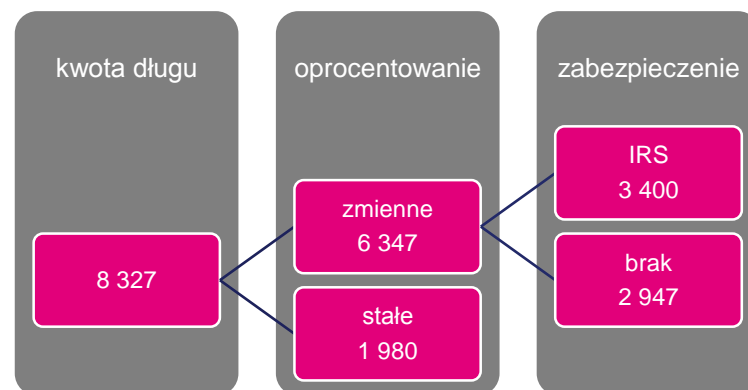 kwota długu
8 327
oprocentowanie
zmienne
6 347
stałe
1 980
zabezpieczenie
IRS
3 400
brak
2 947